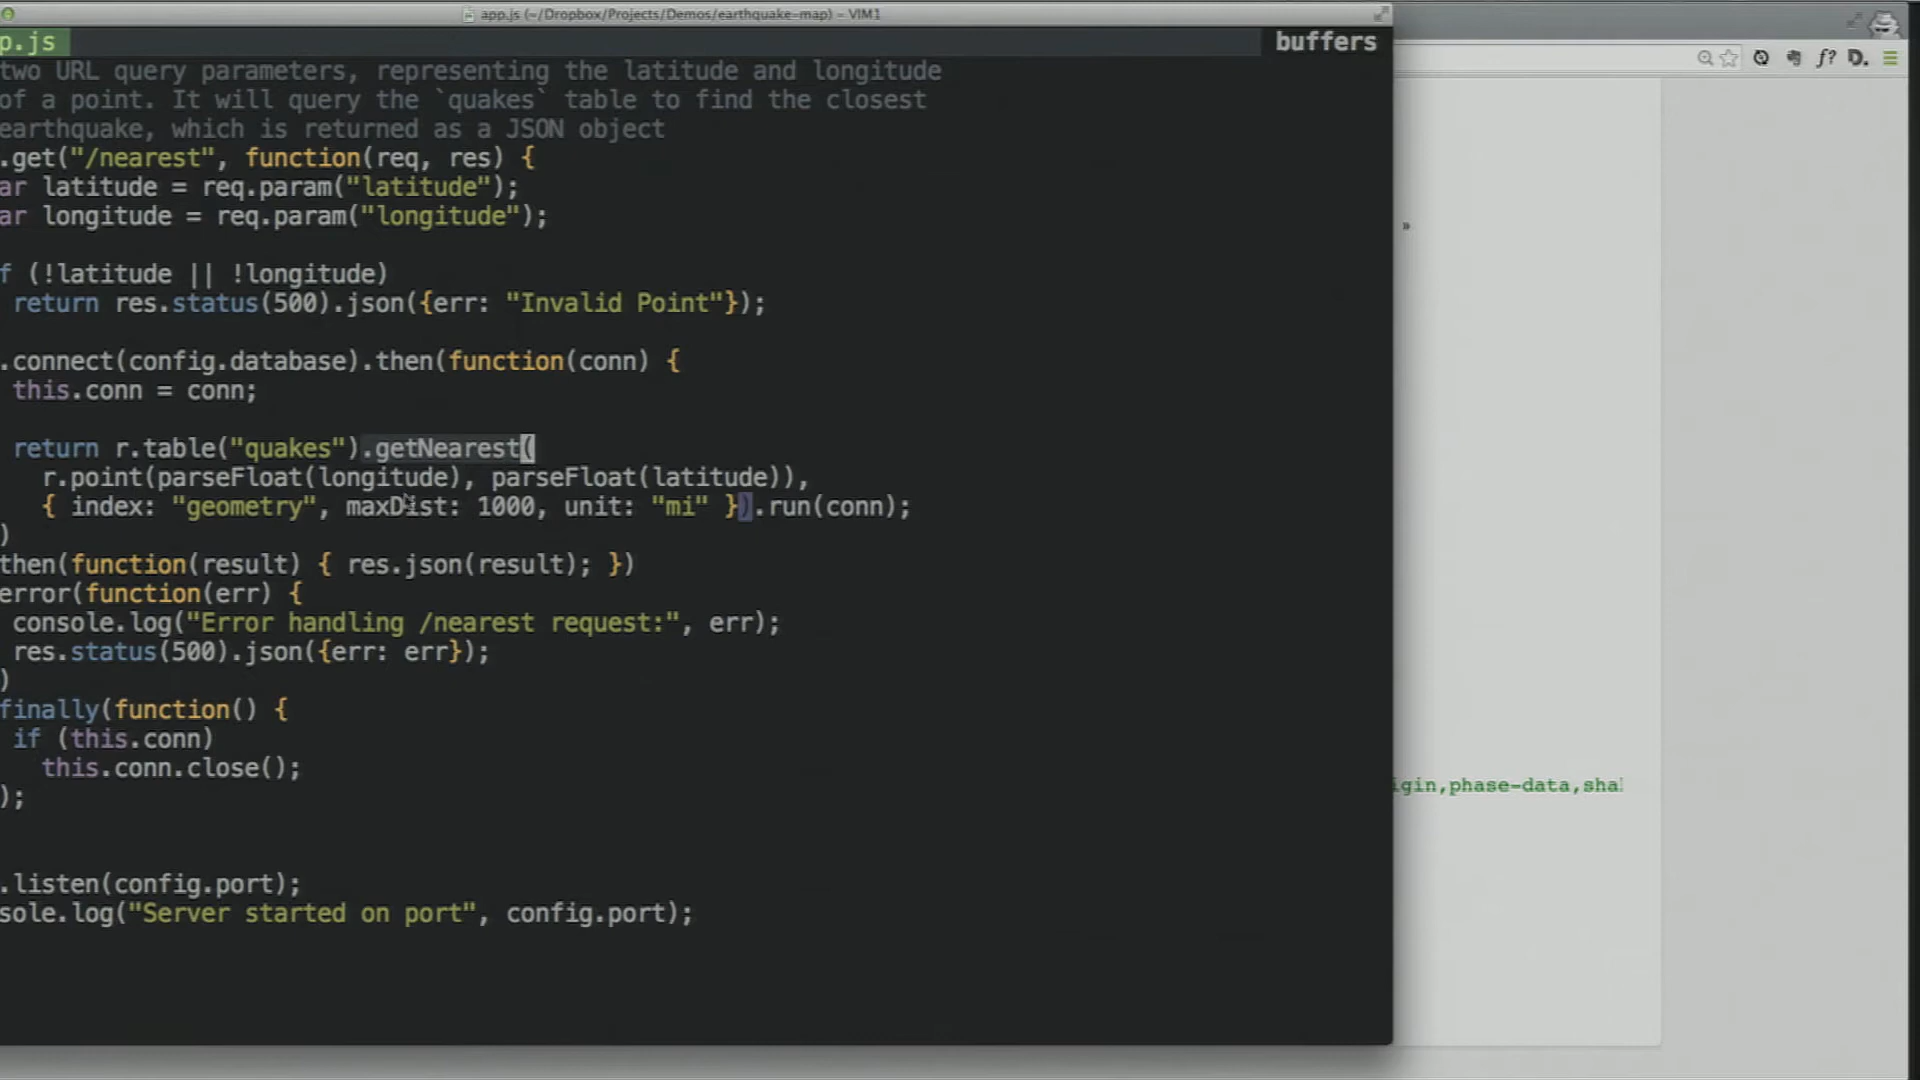 app.js (~/Dropbox/Projects/Demos/earthquake-map) - VIM1
p.js
buffers
two URL query parameters, representing the latitude and longitude
of a point. It will query the `quakes` table to find the closest
earthquake, which is returned as a JSON object
.get("/nearest", function(req, res) {
ar latitude = req.param("latitude");
ar longitude = req.param("longitude");
f (!latitude || !longitude)
return res.status(500).json({err: "Invalid Point"});
.connect(config.database).then(function(conn) {
this.conn = conn;
return r.table("quakes").getNearest(
r.point(parseFloat(longitude), parseFloat(latitude)),
{ index: "geometry", maxDist: 1000, unit: "mi" }).run(conn);
)
then(function(result) { res.json(result); })
error(function(err) {
console.log("Error handling /nearest request:", err);
res.status(500).json({err: err});
)
finally(function() {
if (this.conn)
this.conn.close();
);
.listen(config.port);
sole.log("Server started on port", config.port);
f?
D.
»
igin,phase-data,sha